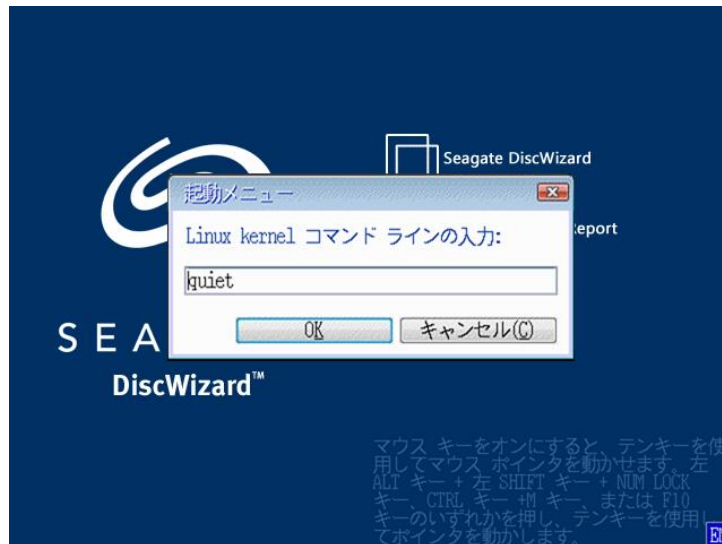 Seagate DiscWizard
起動メニュー
Linux kernel コマンド ラインの入力:
eport
quiet
OK
キャンセル(C)
SEA
DiscWizard™
マウス キーをオンにすると、テンキーを使
用してマウス ポインタを動かせます。左
ALT キー + 左 SHIFT キー + NUM LOCK
キー、CTRL キー +M キー、または F10
キーのいずれかを押し、テンキーを使用し
てポインタを動かします。